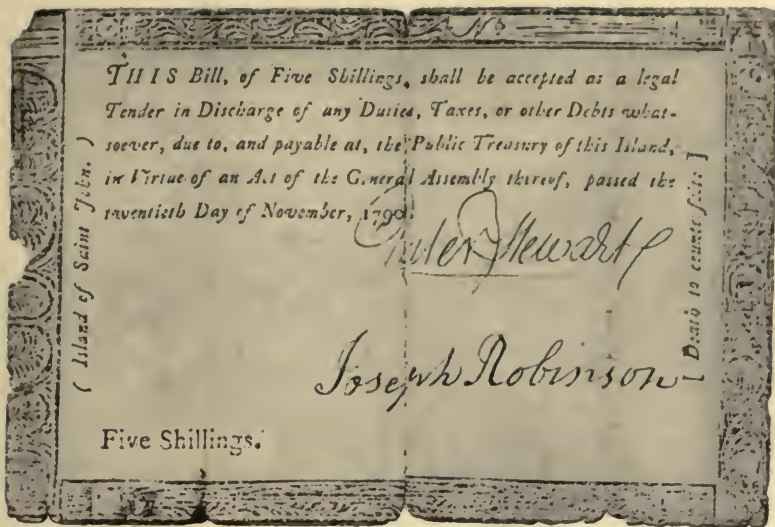 No
THIS Bill, of Five Shillings, shall be accepted as a legal
Tender in Discharge of any Duties, Taxes, or other Debts what-
soever, due to, and payable at, the Public Treasury of this Island,
in Virtue of an Act of the General Assembly thereof, passed the
twentieth Day of November, 1790.
Peter Stewart
Joseph Robinson
Five Shillings.
( Island of Saint John. )
[ Death to counterfeit ]